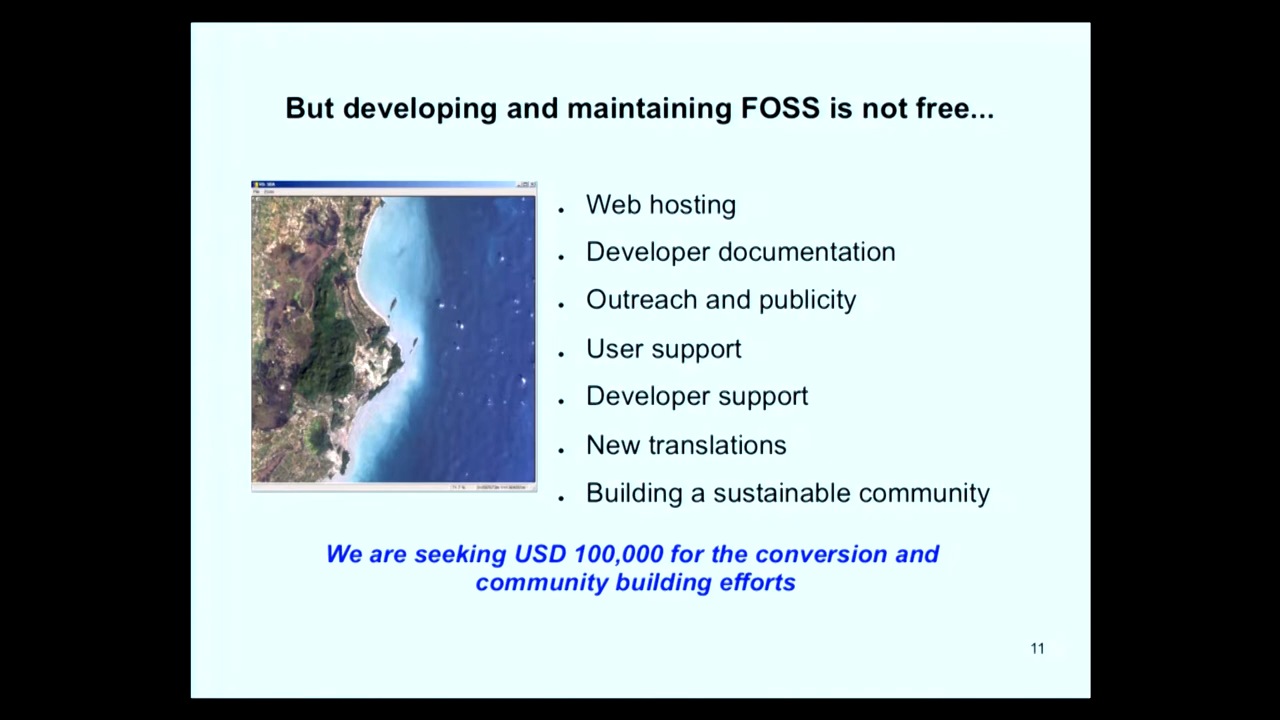 But developing and maintaining FOSS is not free...
Web hosting
Developer documentation
Outreach and publicity
User support
Developer support
New translations
Building a sustainable community
We are seeking USD 100,000 for the conversion and
community building efforts
11